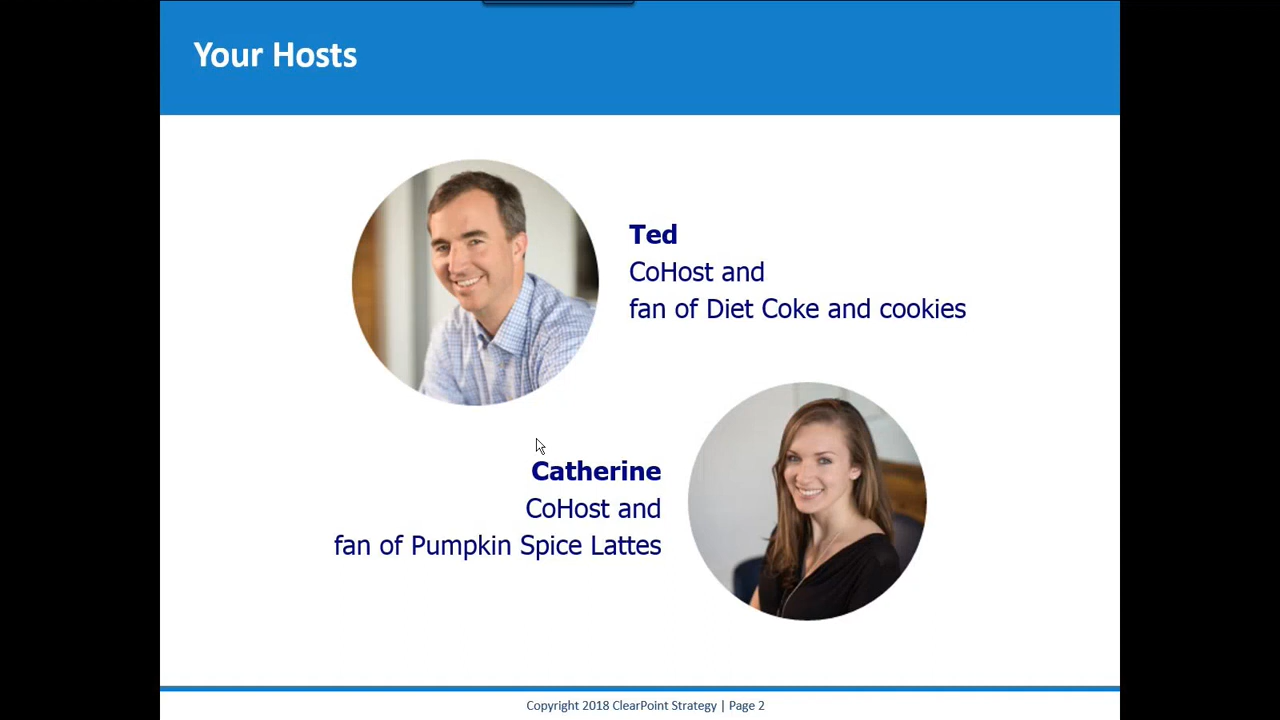 Your Hosts
Ted
CoHost and
fan of Diet Coke and cookies
Catherine
CoHost and
fan of Pumpkin Spice Lattes
Copyright 2018 ClearPoint Strategy | Page 2